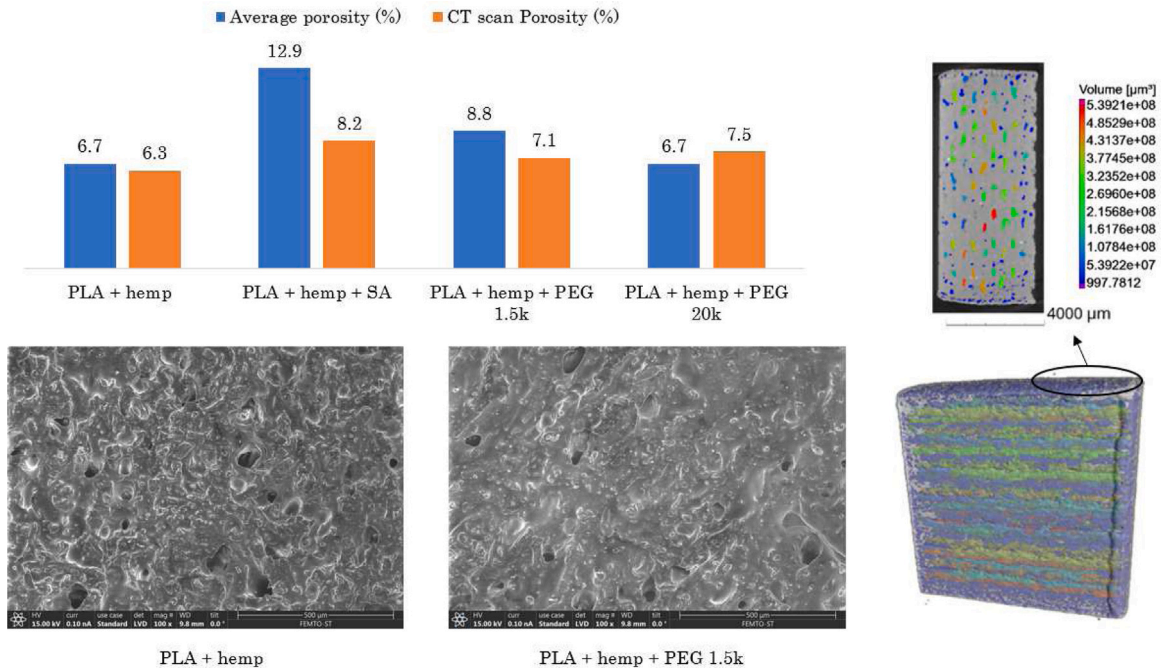 Average porosity (%) CT scan Porosity (%)
12.9
8.8
8.2
7.5
7.1
6.7
6.3
6.7
PLA + hemp
PLA + hemp + SA
PLA + hemp + PEG
1.5k
PLA + hemp + PEG
20k
Volume [µm³]
5.3921e+08
4.8529e+08
4.3137e+08
3.7745e+08
3.2352e+08
2.6960e+08
2.1568e+08
1.6176e+08
1.0784e+08
5.3922e+07
997.7812
4000 µm
HV curr use case det mag # WD tilt
15.00 kV 0.10 nA Standard LVD 100 x 9.8 mm 0.0 °
500 µm
FEMTO-ST
HV curr use case det mag # WD tilt
15.00 kV 0.10 nA Standard LVD 100 x 9.8 mm 0.0 °
500 µm
FEMTO-ST
PLA + hemp
PLA + hemp + PEG 1.5k